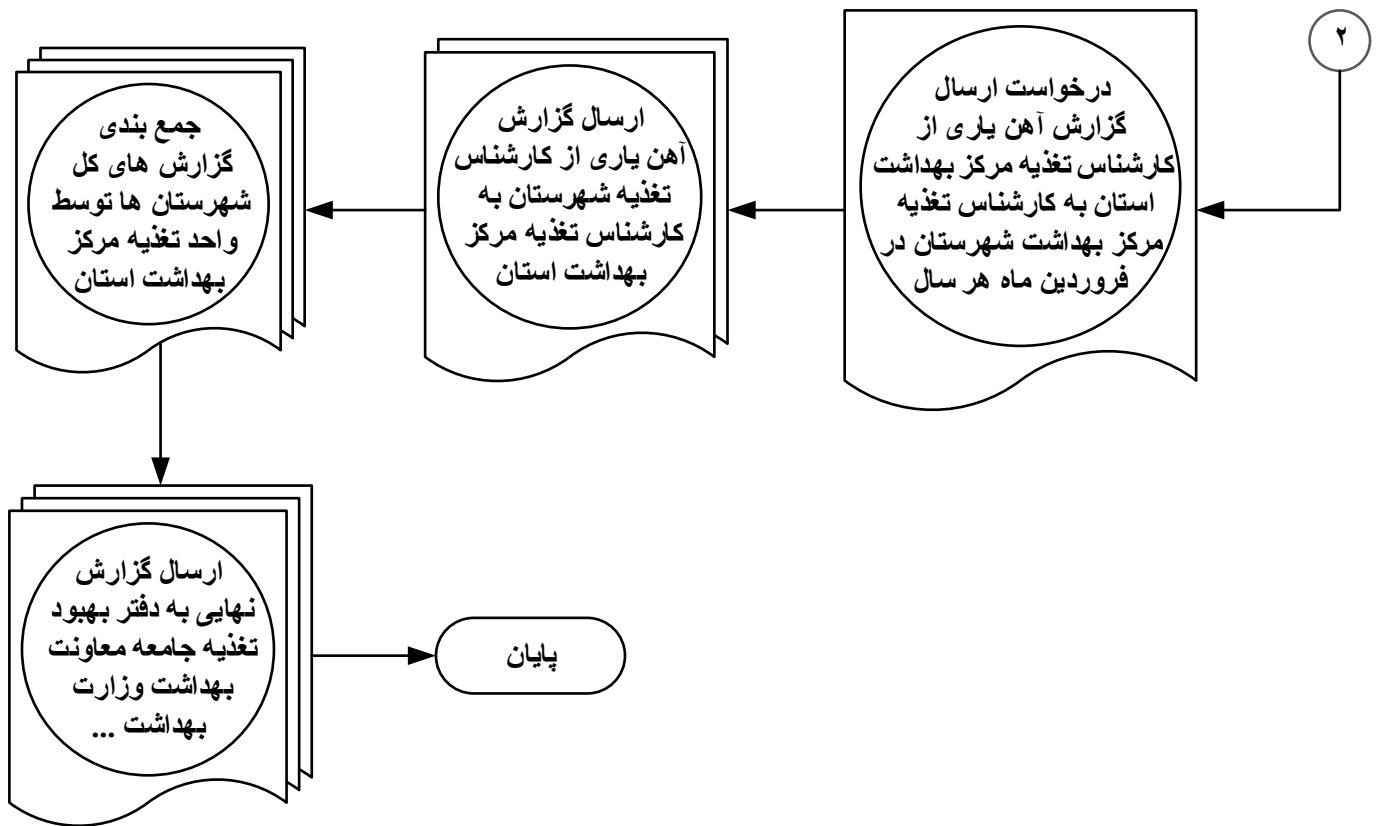 ۲
درخواست ارسال
گزارش آهن یاری از
کارشناس تغذیه مرکز بهداشت
استان به کارشناس تغذیه
مرکز بهداشت شهرستان در
فروردین ماه هر سال
ارسال گزارش
آهن یاری از کارشناس
تغذیه شهرستان به
کارشناس تغذیه مرکز
بهداشت استان
جمع بندی
گزارش های کل
شهرستان ها توسط
واحد تغذیه مرکز
بهداشت استان
ارسال گزارش
نهایی به دفتر بهبود
تغذیه جامعه معاونت
بهداشت وزارت
بهداشت ...
پایان